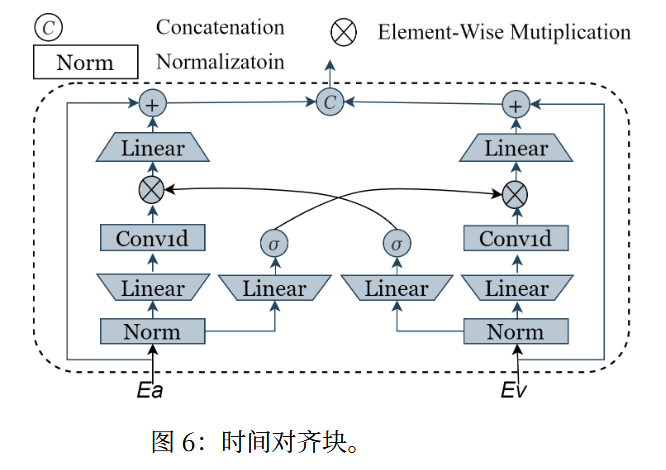 C Concatenation Element-Wise Mutiplication
Norm Normalizatoin
+ C +
Linear Linear
Conv1d σ σ Conv1d
Linear Linear Linear Linear
Norm Norm
Ea Ev
图 6：时间对齐块。